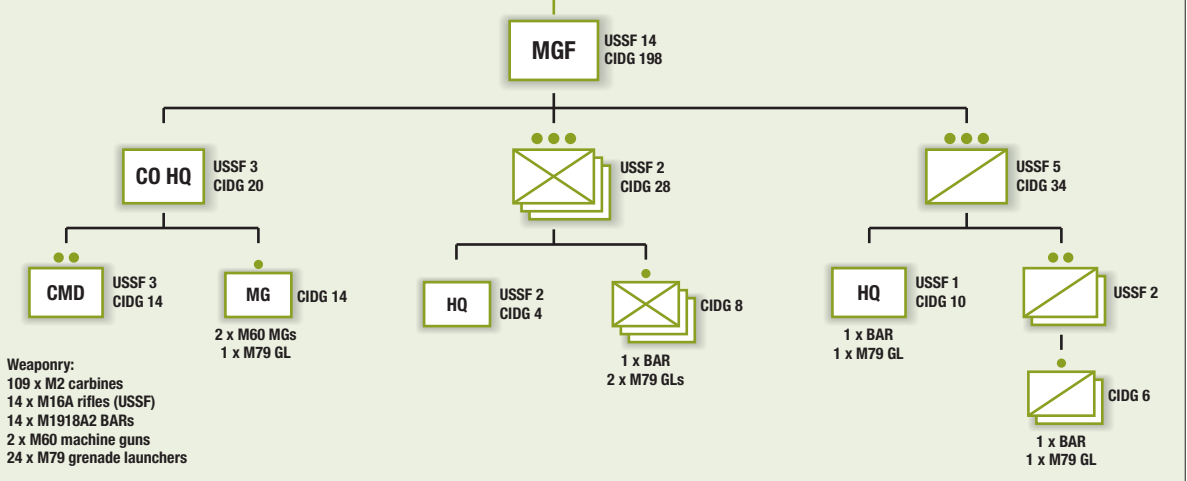 MGF
USSF 14
CIDG 198
CO HQ
USSF 3
CIDG 20
USSF 2
CIDG 28
USSF 5
CIDG 34
CMD
USSF 3
CIDG 14
MG
CIDG 14
2 x M60 MGs
1 x M79 GL
HQ
USSF 2
CIDG 4
CIDG 8
1 x BAR
2 x M79 GLs
HQ
USSF 1
CIDG 10
1 x BAR
1 x M79 GL
USSF 2
CIDG 6
1 x BAR
1 x M79 GL
Weaponry:
109 x M2 carbines
14 x M16A rifles (USSF)
14 x M1918A2 BARs
2 x M60 machine guns
24 x M79 grenade launchers